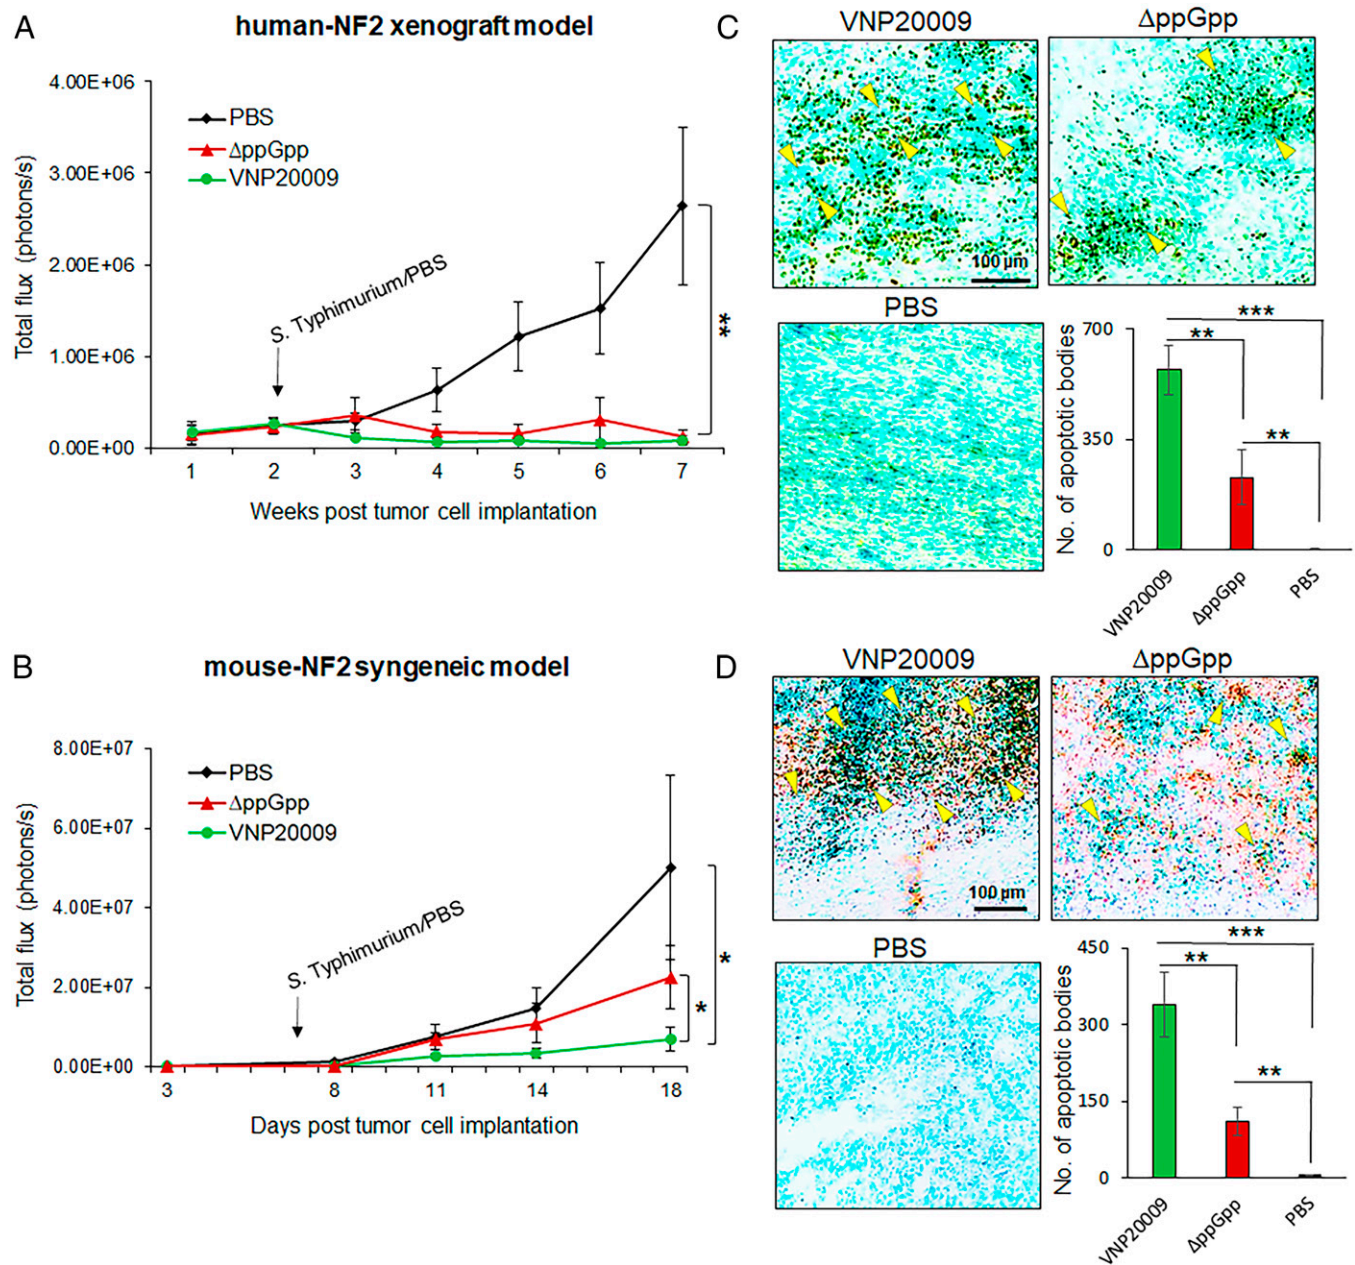 A
human-NF2 xenograft model
4.00E+06
3.00E+06
2.00E+06
1.00E+06
0.00E+00
Total flux (photons/s)
PBS
ΔppGpp
VNP20009
S. Typhimurium/PBS
**
1 2 3 4 5 6 7
Weeks post tumor cell implantation
B
mouse-NF2 syngeneic model
8.00E+07
6.00E+07
4.00E+07
2.00E+07
0.00E+00
Total flux (photons/s)
PBS
ΔppGpp
VNP20009
S. Typhimurium/PBS
*
*
3 8 11 14 18
Days post tumor cell implantation
C
VNP20009
ΔppGpp
100 µm
PBS
No. of apoptotic bodies
700
350
0
***
**
**
VNP20009
ΔppGpp
PBS
D
VNP20009
ΔppGpp
100 µm
PBS
No. of apoptotic bodies
450
300
150
0
***
**
**
VNP20009
ΔppGpp
PBS